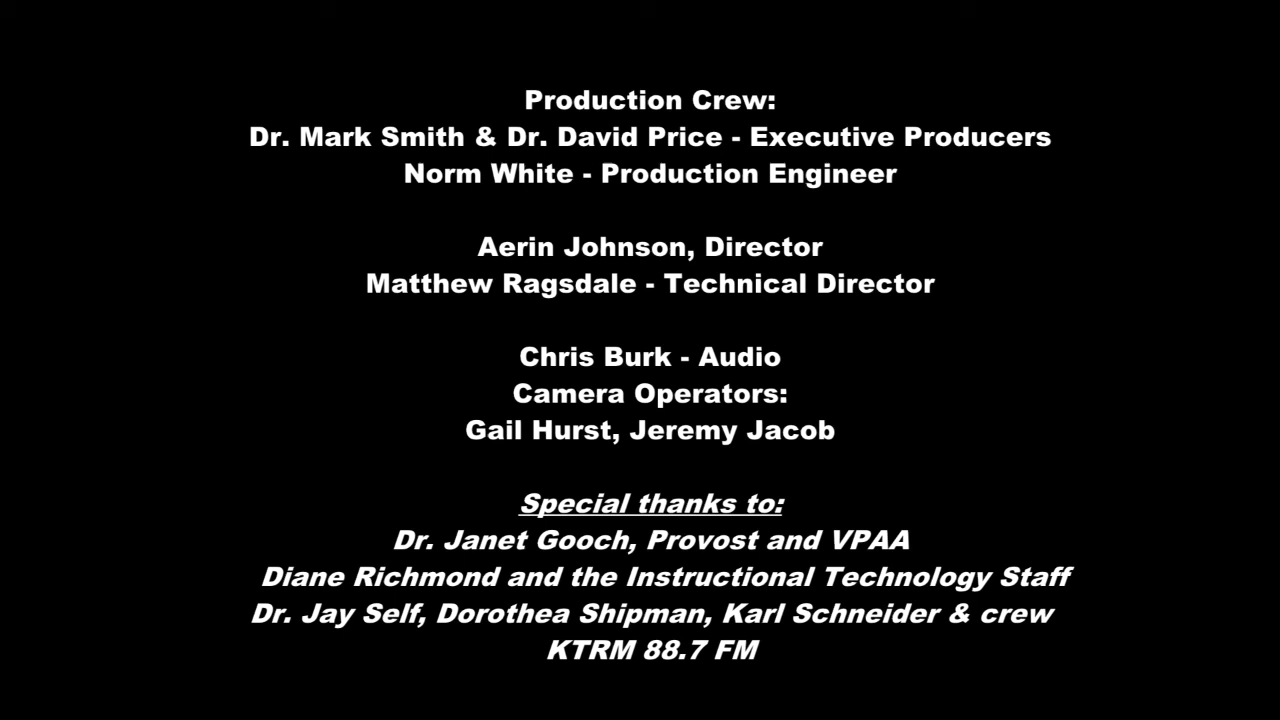 Production Crew:
Dr. Mark Smith & Dr. David Price - Executive Producers
Norm White - Production Engineer
Aerin Johnson, Director
Matthew Ragsdale - Technical Director
Chris Burk - Audio
Camera Operators:
Gail Hurst, Jeremy Jacob
Special thanks to:
Dr. Janet Gooch, Provost and VPAA
Diane Richmond and the Instructional Technology Staff
Dr. Jay Self, Dorothea Shipman, Karl Schneider & crew
KTRM 88.7 FM